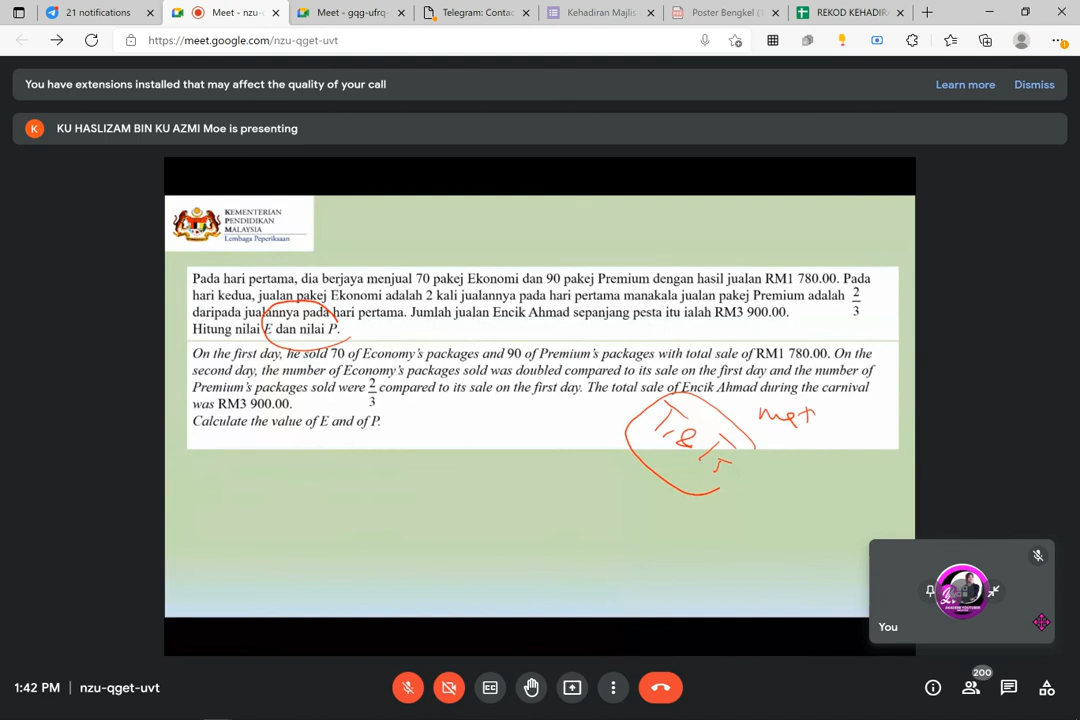 21 notifications
Meet - nzu-
Meet - gqg-ufrq-
Telegram: Contac
Kehadiran Majlis
Poster Bengkel (1
REKOD KEHADIRA
https://meet.google.com/nzu-qget-uvt
You have extensions installed that may affect the quality of your call
Learn more
Dismiss
K
KU HASLIZAM BIN KU AZMI Moe is presenting
KEMENTERIAN
PENDIDIKAN
MALAYSIA
Lembaga Peperiksaan
Pada hari pertama, dia berjaya menjual 70 pakej Ekonomi dan 90 pakej Premium dengan hasil jualan RM1 780.00. Pada
hari kedua, jualan pakej Ekonomi adalah 2 kali jualannya pada hari pertama manakala jualan pakej Premium adalah 2/3
daripada jualannya pada hari pertama. Jumlah jualan Encik Ahmad sepanjang pesta itu ialah RM3 900.00.
Hitung nilai E dan nilai P.
On the first day, he sold 70 of Economy's packages and 90 of Premium's packages with total sale of RM1 780.00. On the
second day, the number of Economy's packages sold was doubled compared to its sale on the first day and the number of
Premium's packages sold were 2/3 compared to its sale on the first day. The total sale of Encik Ahmad during the carnival
was RM3 900.00.
Calculate the value of E and of P.
You
1:42 PM
nzu-qget-uvt
200